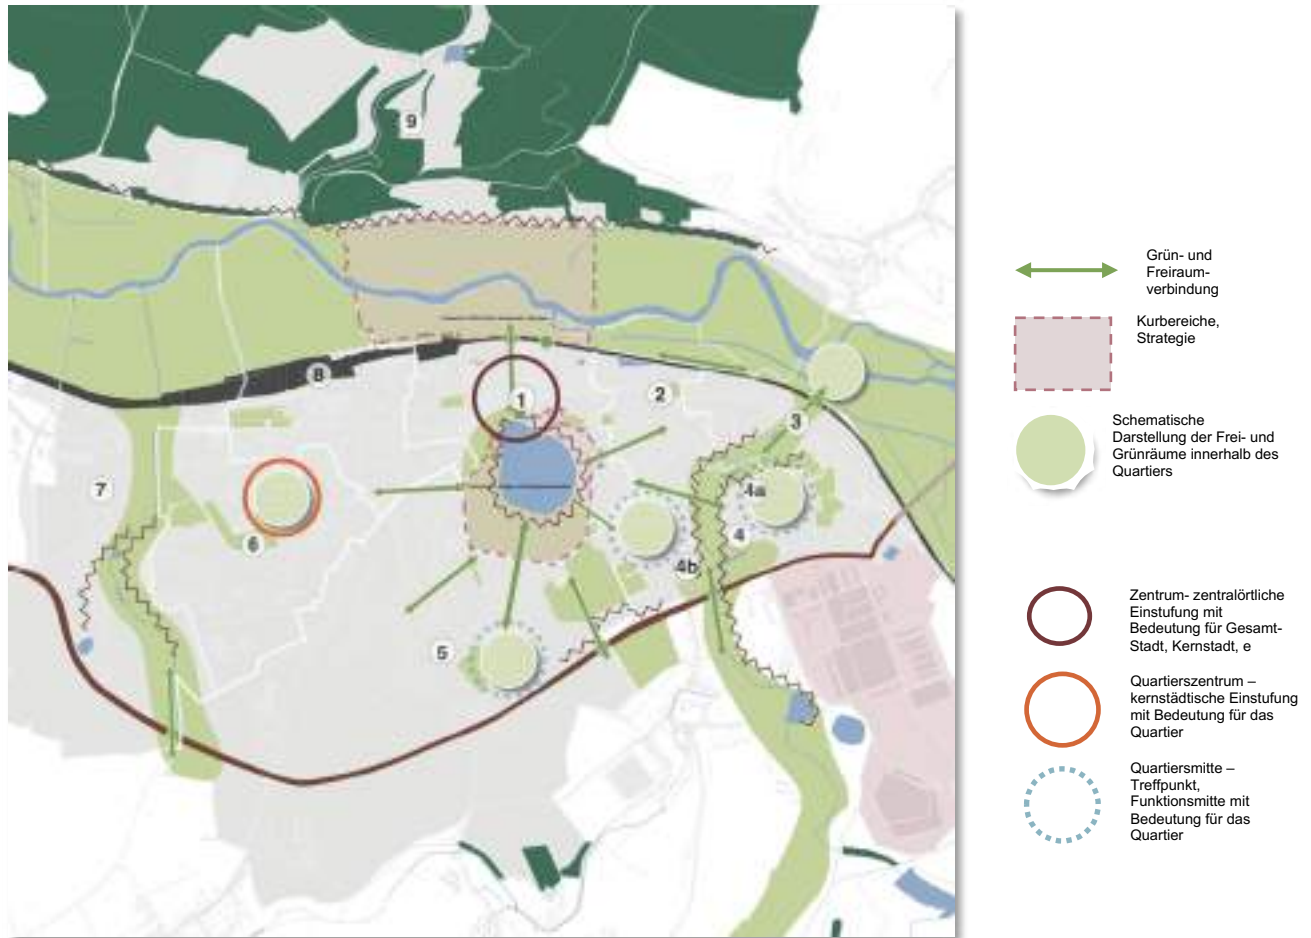 9
8
1
2
3
7
4a
4
6
4b
5
Grün- und
Freiraum-
verbindung
Kurbereiche,
Strategie
Schematische
Darstellung der Frei- und
Grünräume innerhalb des
Quartiers
Zentrum- zentralörtliche
Einstufung mit
Bedeutung für Gesamt-
Stadt, Kernstadt, e
Quartierszentrum –
kernstädtische Einstufung
mit Bedeutung für das
Quartier
Quartiersmitte –
Treffpunkt,
Funktionsmitte mit
Bedeutung für das
Quartier